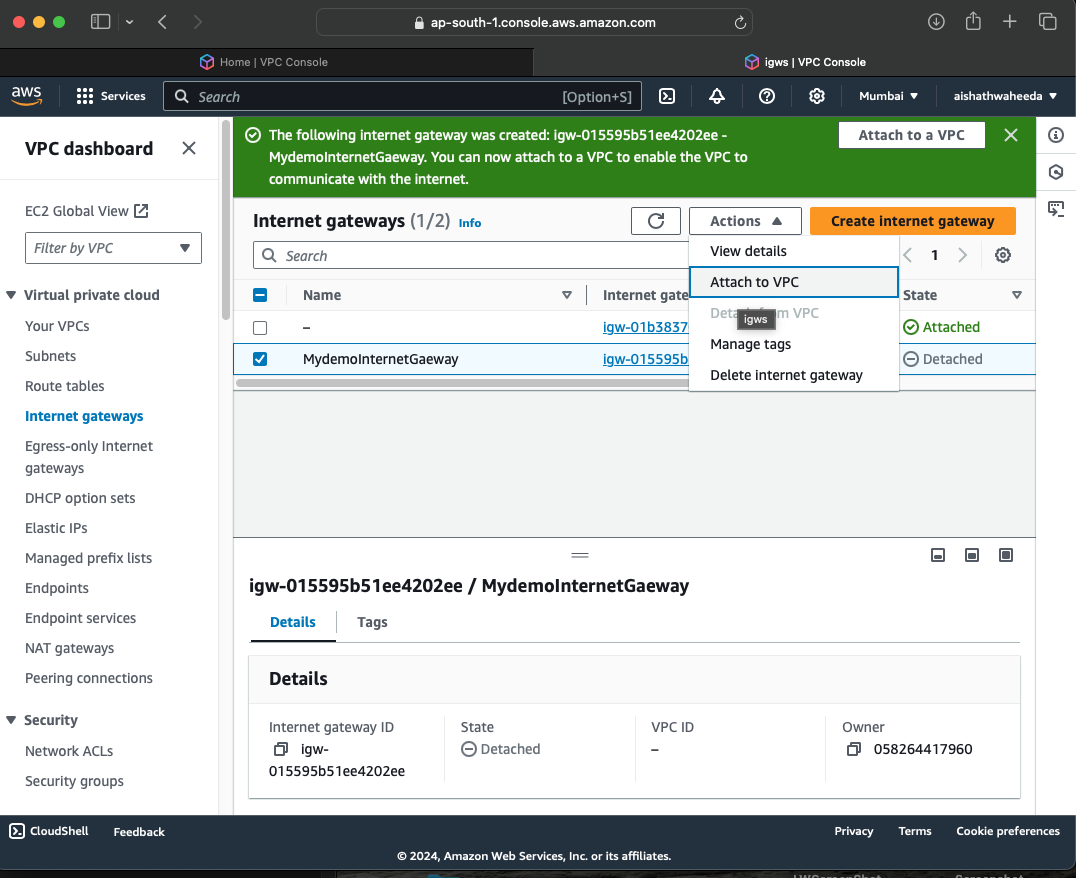 ap-south-1.console.aws.amazon.com
Home | VPC Console
igws | VPC Console
aws
Services
Search
[Option+S]
Mumbai
aishathwaheeda
VPC dashboard
EC2 Global View
Filter by VPC
Virtual private cloud
Your VPCs
Subnets
Route tables
Internet gateways
Egress-only Internet
gateways
DHCP option sets
Elastic IPs
Managed prefix lists
Endpoints
Endpoint services
NAT gateways
Peering connections
Security
Network ACLs
Security groups
The following internet gateway was created: igw-015595b51ee4202ee -
MydemoInternetGaeway. You can now attach to a VPC to enable the VPC to
communicate with the internet.
Attach to a VPC
Internet gateways (1/2) Info
Actions
Create internet gateway
Search
1
View details
Attach to VPC
Detach from VPC
igws
Manage tags
Delete internet gateway
Name
Internet gate
State
–
igw-01b3837
Attached
MydemoInternetGaeway
igw-015595b
Detached
igw-015595b51ee4202ee / MydemoInternetGaeway
Details
Tags
Details
Internet gateway ID
igw-
015595b51ee4202ee
State
Detached
VPC ID
–
Owner
058264417960
CloudShell
Feedback
Privacy
Terms
Cookie preferences
© 2024, Amazon Web Services, Inc. or its affiliates.